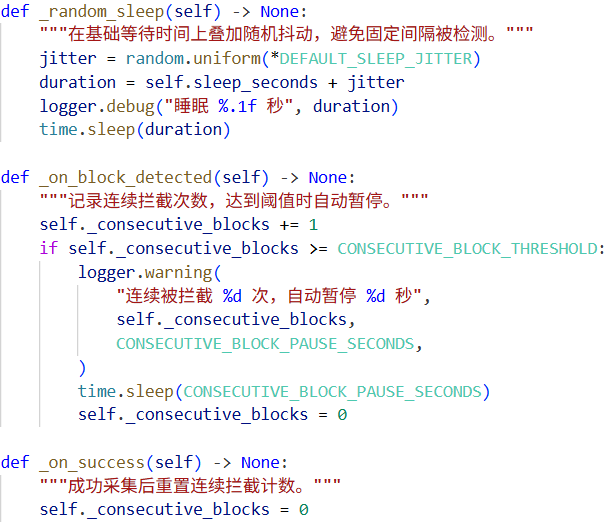 def _random_sleep(self) -> None:
    """在基础等待时间上叠加随机抖动，避免固定间隔被检测。"""
    jitter = random.uniform(*DEFAULT_SLEEP_JITTER)
    duration = self.sleep_seconds + jitter
    logger.debug("睡眠 %.1f 秒", duration)
    time.sleep(duration)

def _on_block_detected(self) -> None:
    """记录连续拦截次数，达到阈值时自动暂停。"""
    self._consecutive_blocks += 1
    if self._consecutive_blocks >= CONSECUTIVE_BLOCK_THRESHOLD:
        logger.warning(
            "连续被拦截 %d 次，自动暂停 %d 秒",
            self._consecutive_blocks,
            CONSECUTIVE_BLOCK_PAUSE_SECONDS,
        )
        time.sleep(CONSECUTIVE_BLOCK_PAUSE_SECONDS)
        self._consecutive_blocks = 0

def _on_success(self) -> None:
    """成功采集后重置连续拦截计数。"""
    self._consecutive_blocks = 0